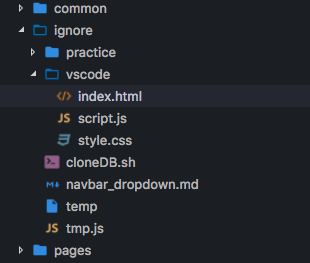 common
ignore
practice
vscode
<> index.html
JS script.js
style.css
cloneDB.sh
M↓ navbar_dropdown.md
temp
JS tmp.js
pages